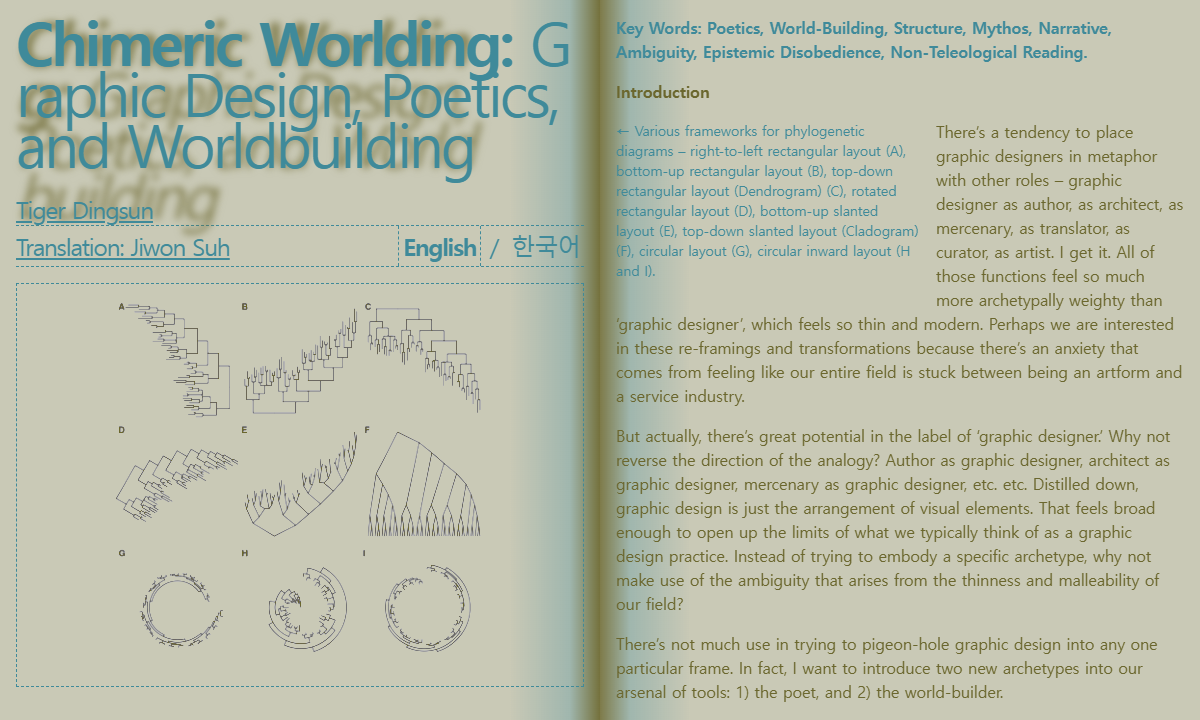 Chimeric Worlding: G
raphic Design, Poetics,
and Worldbuilding
Tiger Dingsun
Translation: Jiwon Suh
English / 한국어
A B C
D E F
G H I
Key Words: Poetics, World-Building, Structure, Mythos, Narrative,
Ambiguity, Epistemic Disobedience, Non-Teleological Reading.
Introduction
← Various frameworks for phylogenetic
diagrams – right-to-left rectangular layout (A),
bottom-up rectangular layout (B), top-down
rectangular layout (Dendrogram) (C), rotated
rectangular layout (D), bottom-up slanted
layout (E), top-down slanted layout (Cladogram)
(F), circular layout (G), circular inward layout (H
and I).
There’s a tendency to place
graphic designers in metaphor
with other roles – graphic
designer as author, as architect, as
mercenary, as translator, as
curator, as artist. I get it. All of
those functions feel so much
more archetypally weighty than
‘graphic designer’, which feels so thin and modern. Perhaps we are interested
in these re-framings and transformations because there’s an anxiety that
comes from feeling like our entire field is stuck between being an artform and
a service industry.
But actually, there’s great potential in the label of ‘graphic designer.’ Why not
reverse the direction of the analogy? Author as graphic designer, architect as
graphic designer, mercenary as graphic designer, etc. etc. Distilled down,
graphic design is just the arrangement of visual elements. That feels broad
enough to open up the limits of what we typically think of as a graphic
design practice. Instead of trying to embody a specific archetype, why not
make use of the ambiguity that arises from the thinness and malleability of
our field?
There’s not much use in trying to pigeon-hole graphic design into any one
particular frame. In fact, I want to introduce two new archetypes into our
arsenal of tools: 1) the poet, and 2) the world-builder.